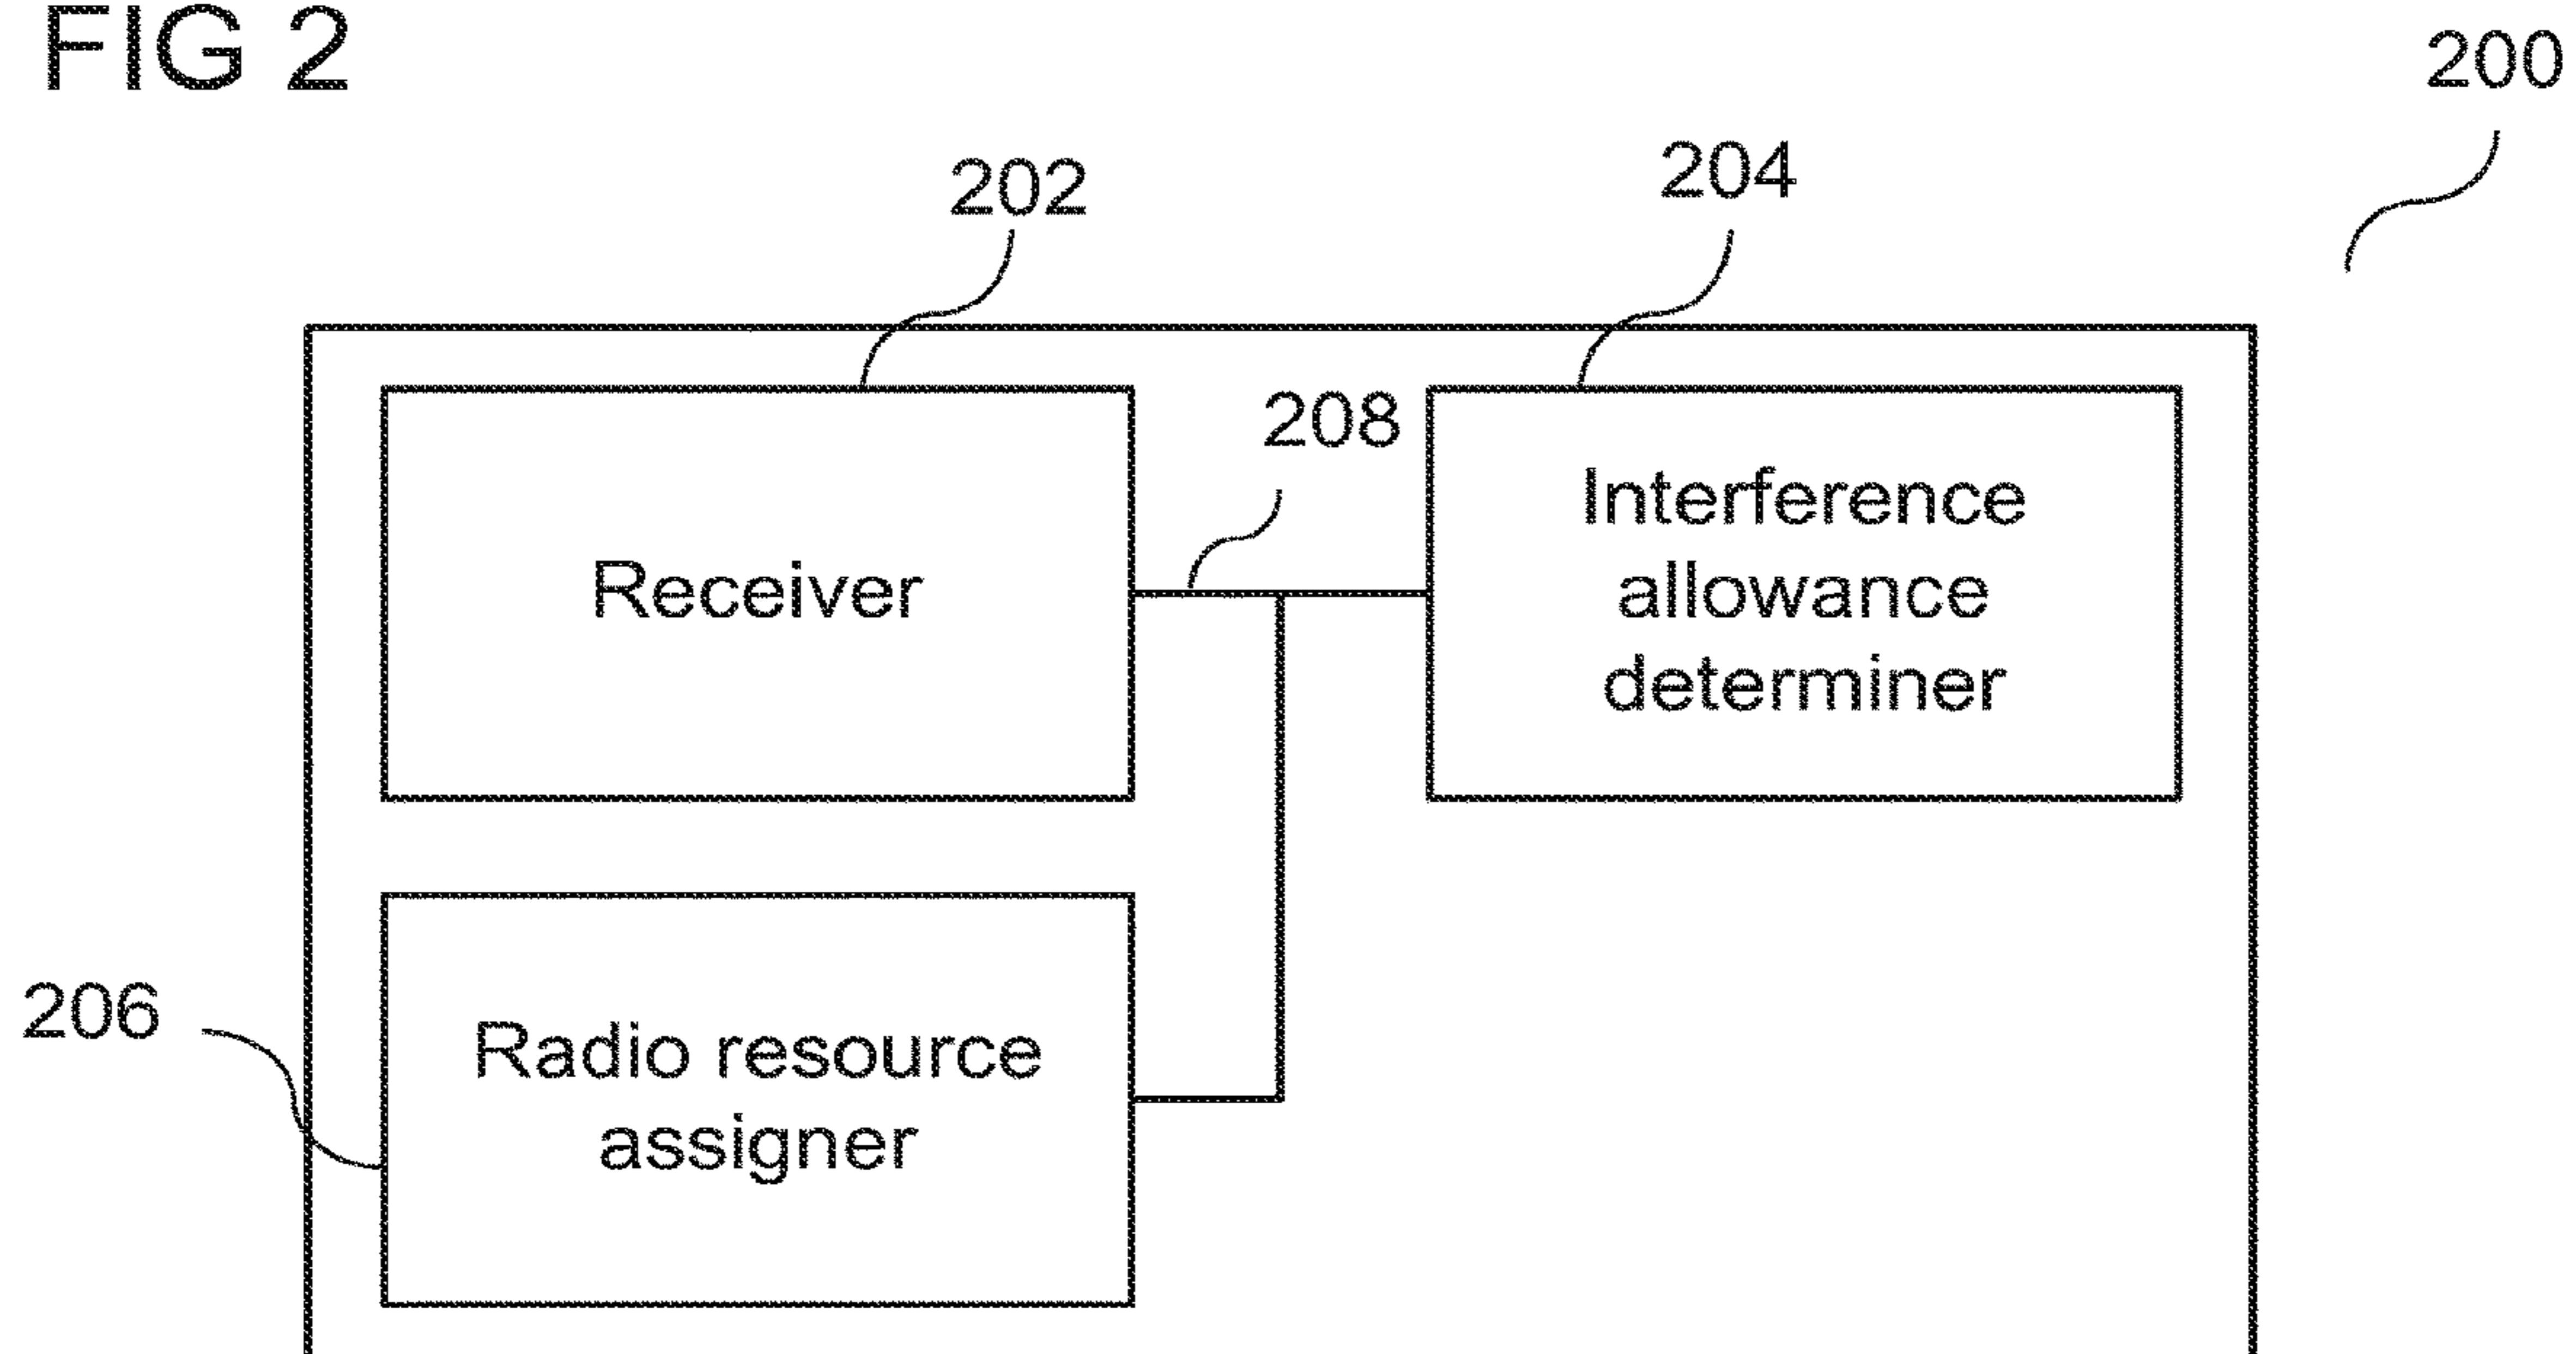 FIG 2
200
202
204
208
Receiver
Interference
allowance
determiner
206
Radio resource
assigner